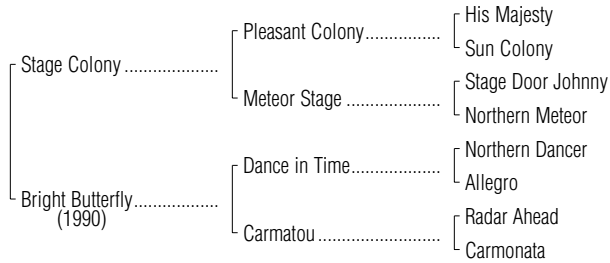 His Majesty
Pleasant Colony...................
Sun Colony
Stage Colony ...................
Stage Door Johnny
Meteor Stage ......................
Northern Meteor
Northern Dancer
Dance in Time.....................
Allegro
Bright Butterfly.................
(1990)
Radar Ahead
Carmatou ...........................
Carmonata